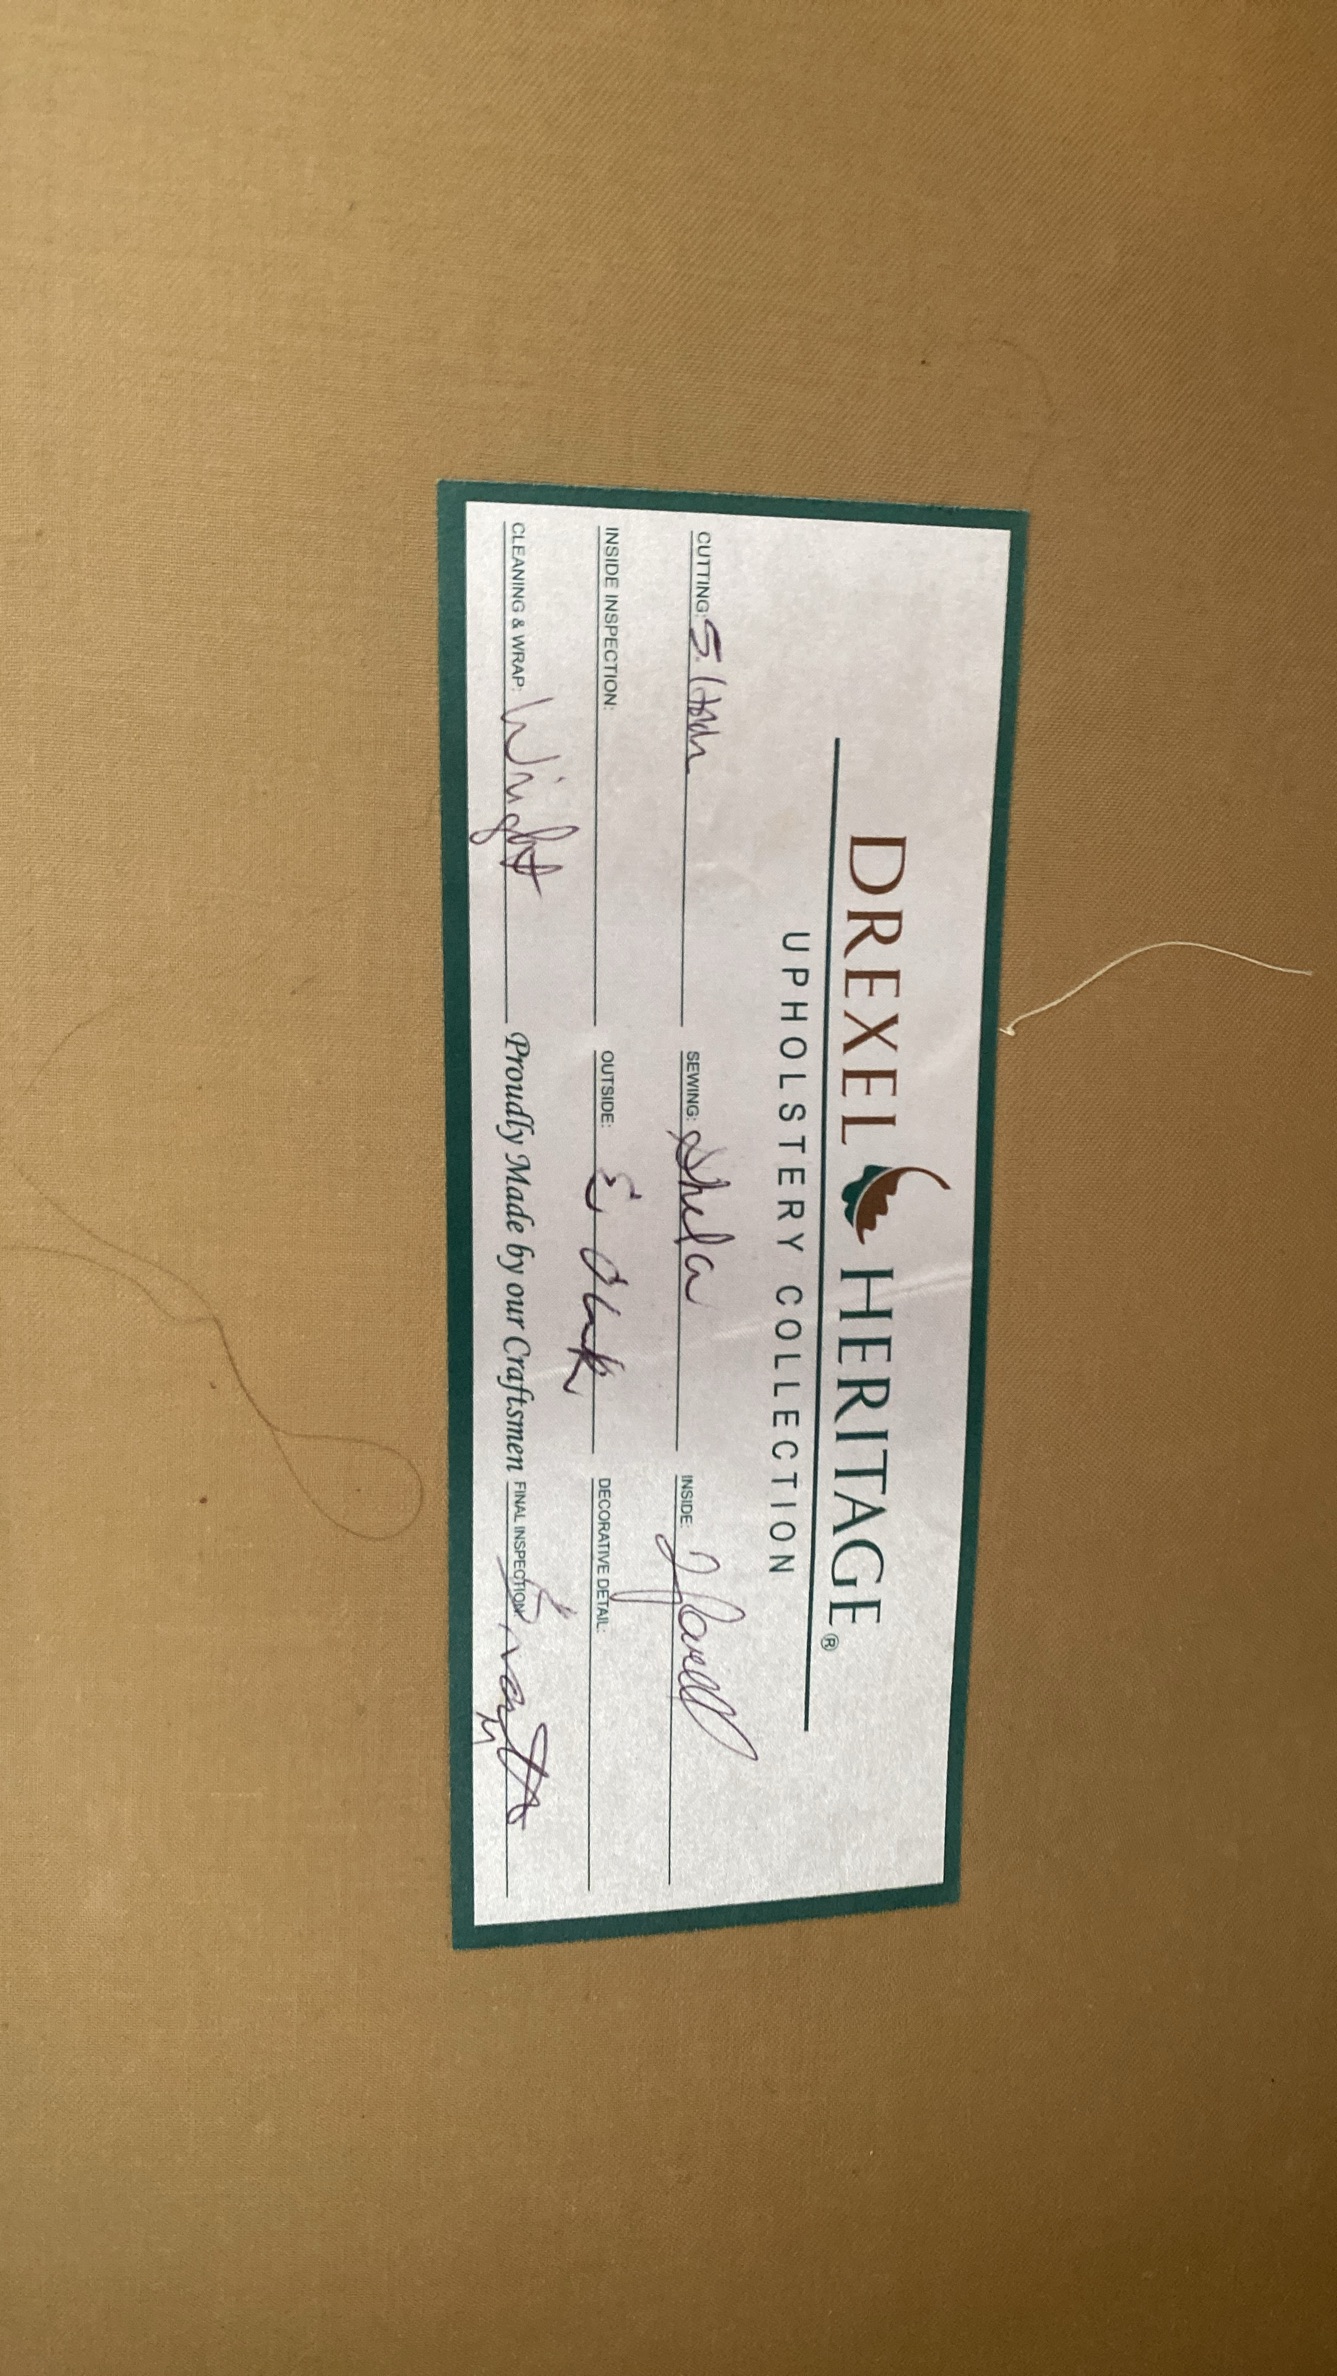 DREXEL HERITAGE®
UPHOLSTERY COLLECTION
CUTTING: S. SEWING: Shela INSIDE:
INSIDE INSPECTION: OUTSIDE: E. DECORATIVE DETAIL:
CLEANING & WRAP: Wright Proudly Made by our Craftsmen FINAL INSPECTION